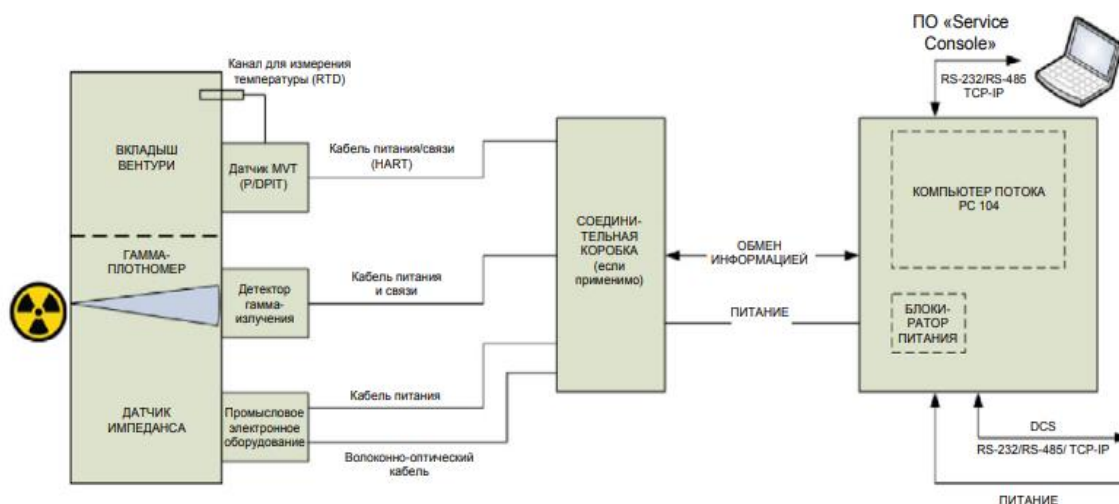 ПО «Service
Console»
RS-232/RS-485
TCP-IP
Канал для измерения
температуры (RTD)
ВКЛАДЫШ
ВЕНТУРИ
Датчик MVT
(P/DPIT)
Кабель питания/связи
(HART)
ГАММА-
ПЛОТНОМЕР
Детектор
гамма-
излучения
Кабель питания
и связи
ДАТЧИК
ИМПЕДАНСА
Промысловое
электронное
оборудование
Кабель питания
Волоконно-оптический
кабель
СОЕДИНИ-
ТЕЛЬНАЯ
КОРОБКА
(если
применимо)
ОБМЕН
ИНФОРМАЦИЕЙ
ПИТАНИЕ
КОМПЬЮТЕР ПОТОКА
PC 104
БЛОКИ-
РАТОР
ПИТАНИЯ
DCS
RS-232/RS-485/ TCP-IP
ПИТАНИЕ